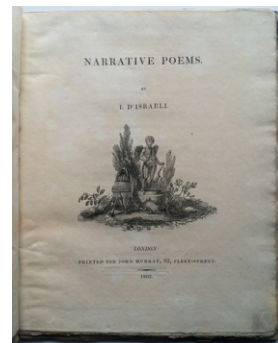 NARRATIVE POEMS.
BY
I. D'ISRAELI.
LONDON:
PRINTED FOR JOHN MURRAY, 32, FLEET-STREET.
1803.